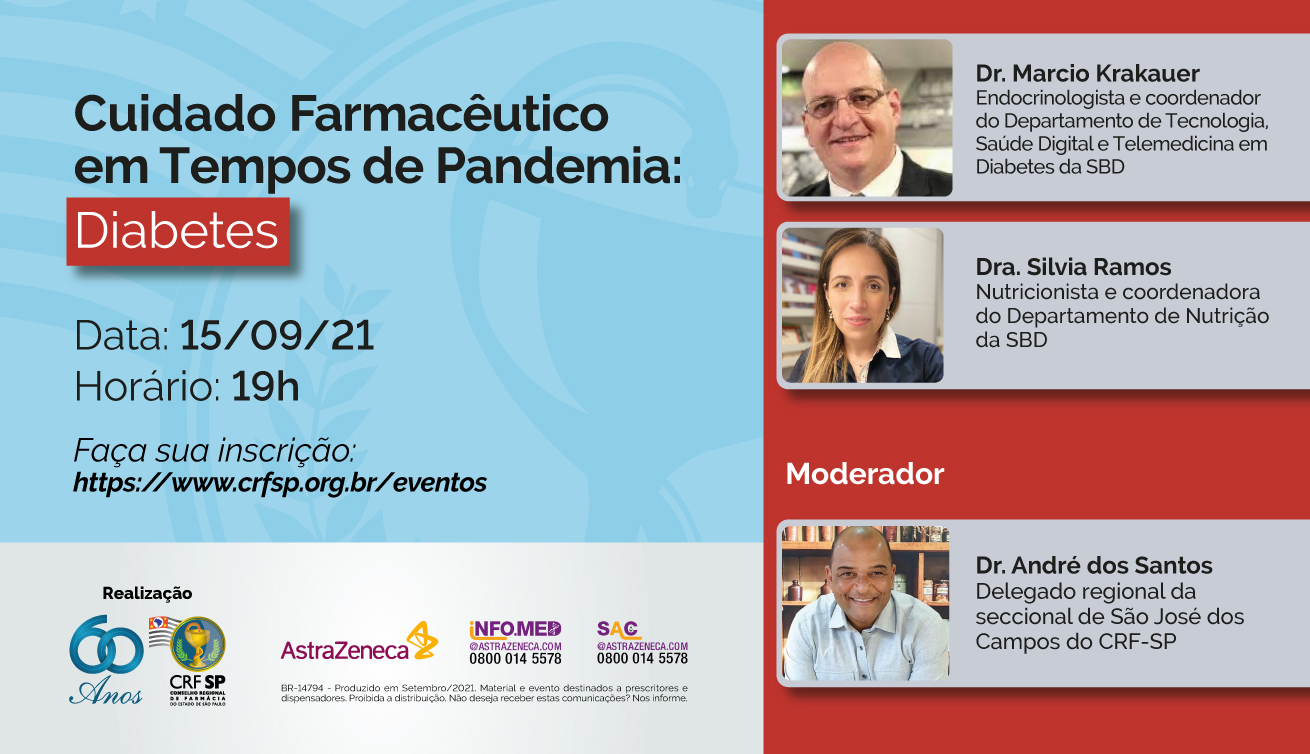 Cuidado Farmacêutico
em Tempos de Pandemia:
Diabetes
Data: 15/09/21
Horário: 19h
Faça sua inscrição:
https://www.crfsp.org.br/eventos
Realização
60
Anos
CRF SP
CONSELHO REGIONAL
DE FARMÁCIA
DO ESTADO DE SÃO PAULO
AstraZeneca
iNFO.MED
@ASTRAZENECA.COM
0800 014 5578
SAC
@ASTRAZENECA.COM
0800 014 5578
BR-14794 - Produzido em Setembro/2021. Material e evento destinados a prescritores e
dispensadores. Proibida a distribuição. Não deseja receber estas comunicações? Nos informe.
Dr. Marcio Krakauer
Endocrinologista e coordenador
do Departamento de Tecnologia,
Saúde Digital e Telemedicina em
Diabetes da SBD
Dra. Silvia Ramos
Nutricionista e coordenadora
do Departamento de Nutrição
da SBD
Moderador
Dr. André dos Santos
Delegado regional da
seccional de São José dos
Campos do CRF-SP